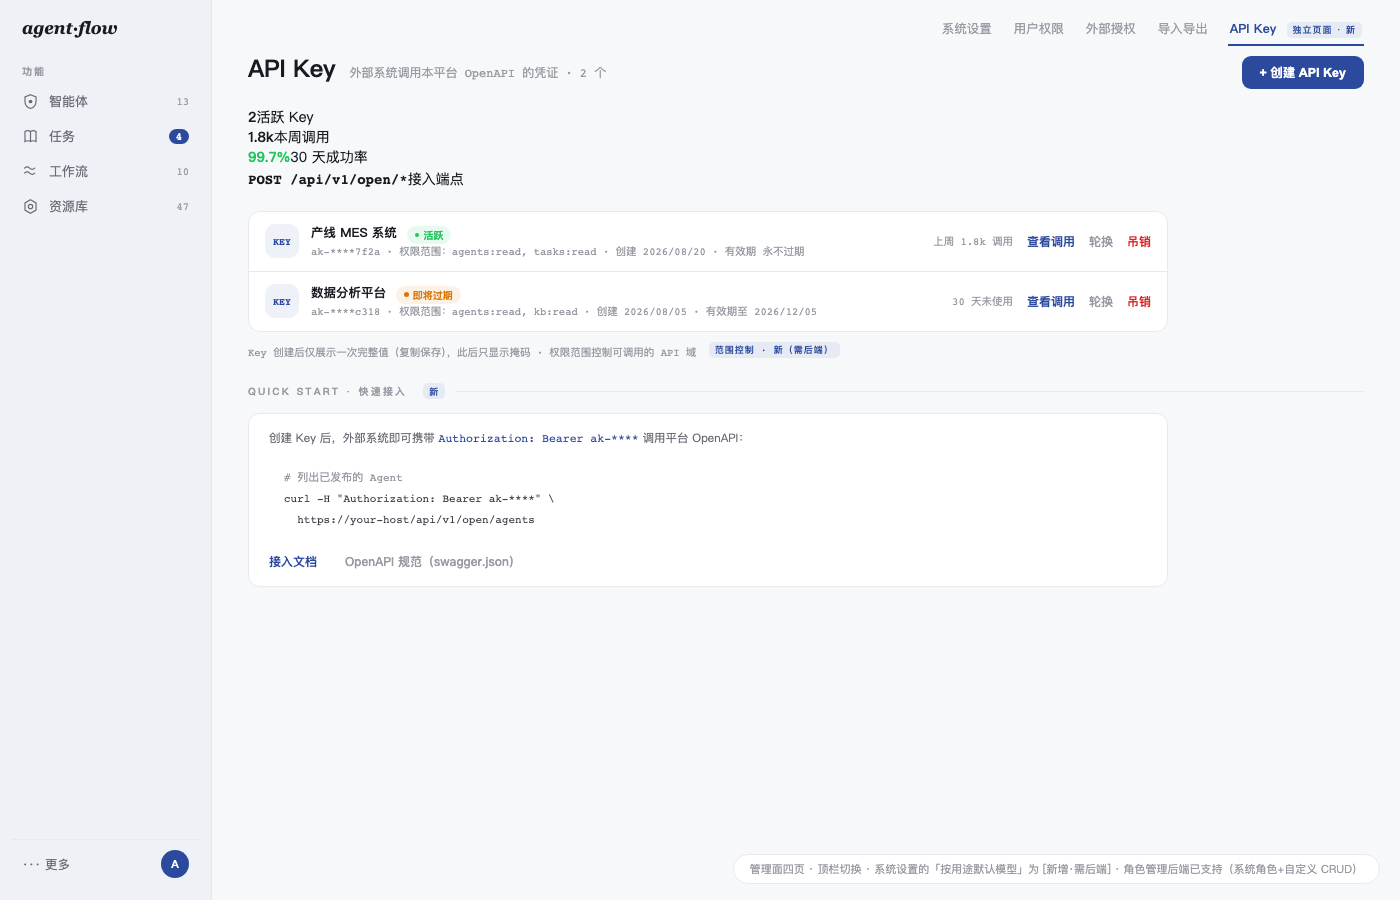 agent·flow
功能
智能体 13
任务 4
工作流 10
资源库 47
··· 更多 A
系统设置 用户权限 外部授权 导入导出 API Key 独立页面 · 新
API Key 外部系统调用本平台 OpenAPI 的凭证 · 2 个
+ 创建 API Key
2活跃 Key
1.8k本周调用
99.7%30 天成功率
POST /api/v1/open/*接入端点
KEY 产线 MES 系统 活跃
ak-****7f2a · 权限范围: agents:read, tasks:read · 创建 2026/08/20 · 有效期 永不过期
上周 1.8k 调用 查看调用 轮换 吊销
KEY 数据分析平台 即将过期
ak-****c318 · 权限范围: agents:read, kb:read · 创建 2026/08/05 · 有效期至 2026/12/05
30 天未使用 查看调用 轮换 吊销
Key 创建后仅展示一次完整值（复制保存），此后只显示掩码 · 权限范围控制可调用的 API 域 范围控制 · 新（需后端）
QUICK START · 快速接入 新
创建 Key 后，外部系统即可携带 Authorization: Bearer ak-**** 调用平台 OpenAPI：
# 列出已发布的 Agent
curl -H "Authorization: Bearer ak-****" \
https://your-host/api/v1/open/agents
接入文档 OpenAPI 规范（swagger.json）
管理面四页 · 顶栏切换 · 系统设置的「按用途默认模型」为 [新增·需后端] · 角色管理后端已支持（系统角色+自定义 CRUD）